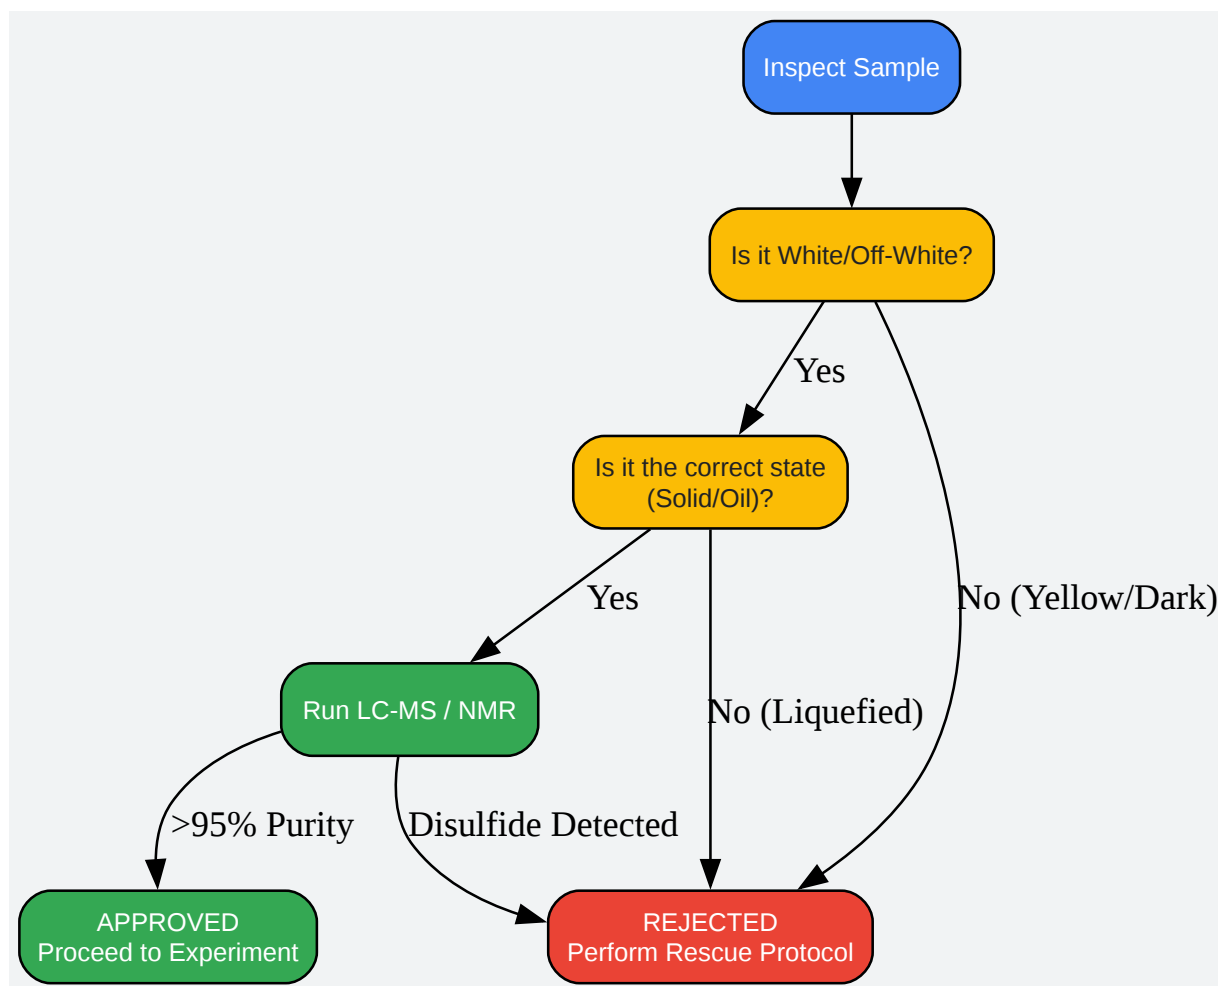 Inspect Sample
Is it White/Off-White?
Yes
Is it the correct state
(Solid/Oil)?
Yes
No (Yellow/Dark)
Run LC-MS / NMR
No (Liquefied)
>95% Purity
Disulfide Detected
APPROVED
Proceed to Experiment
REJECTED
Perform Rescue Protocol